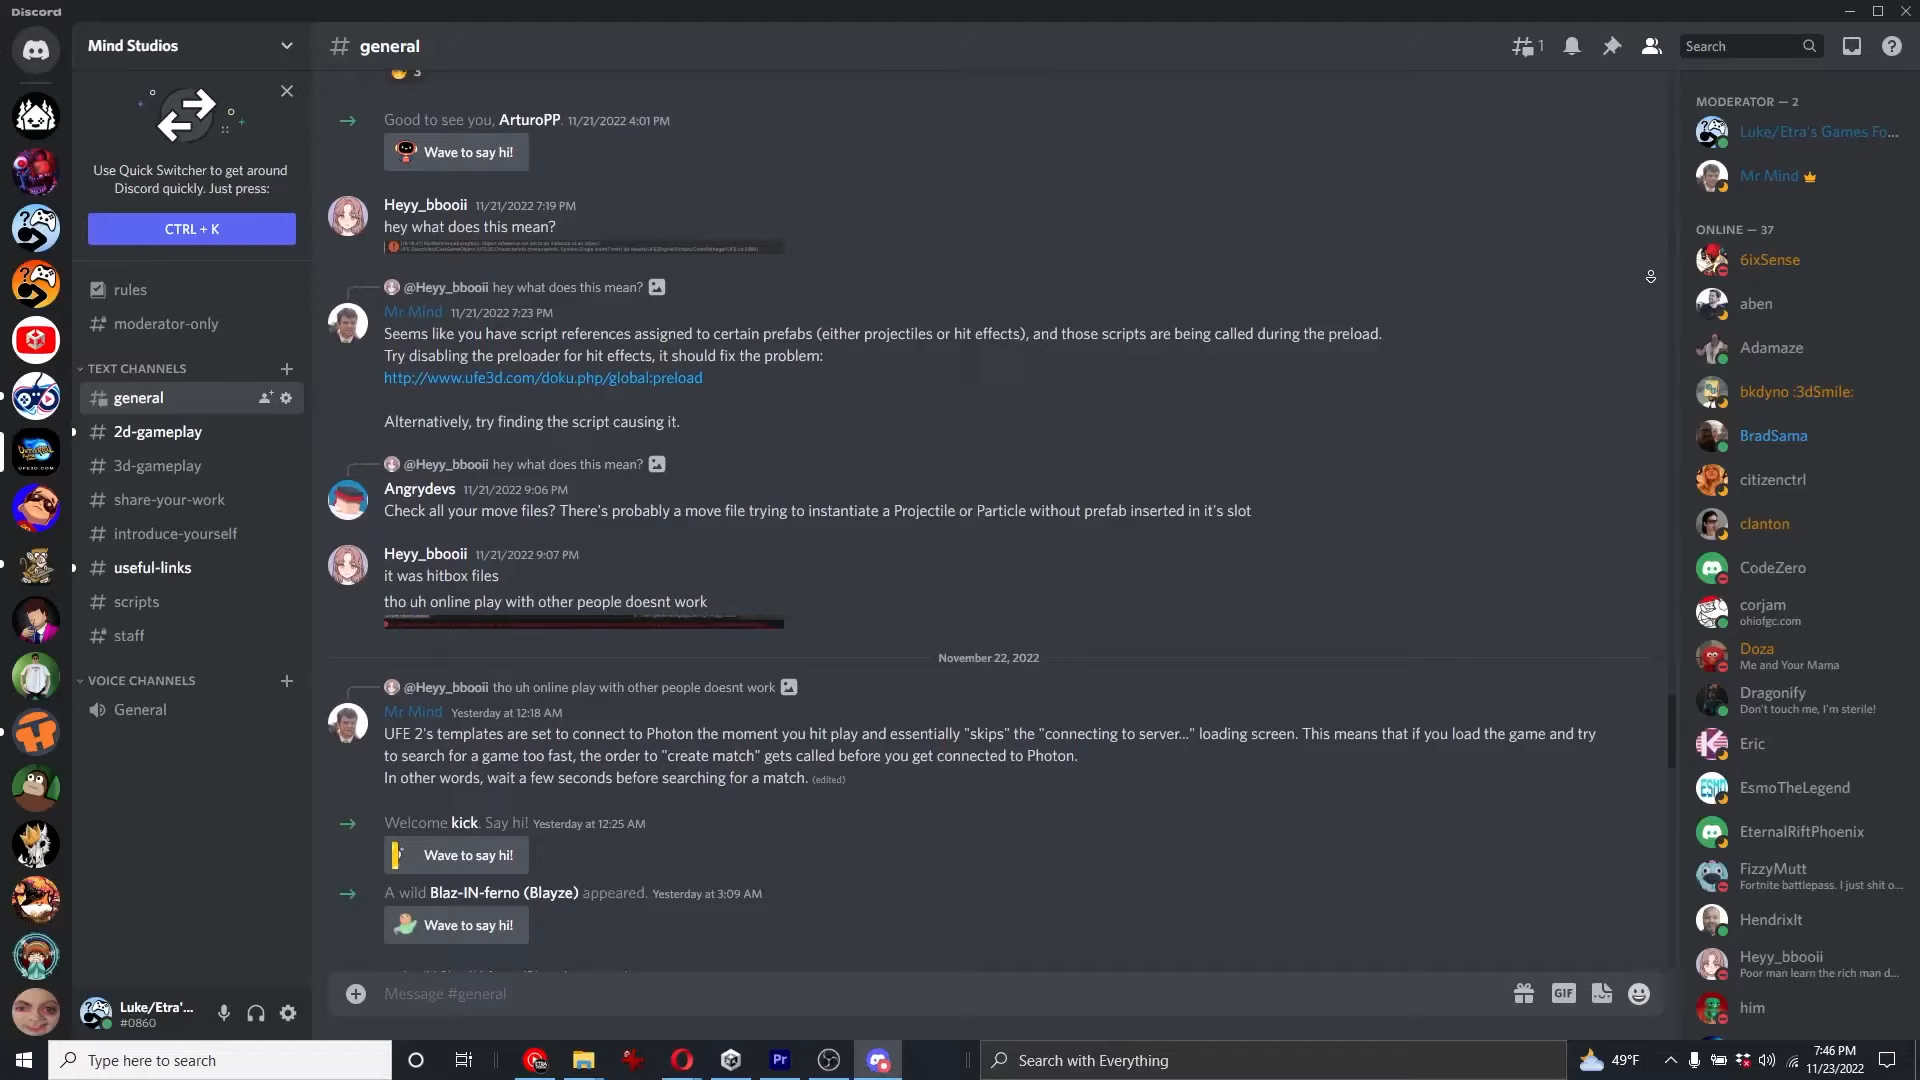 Discord
Mind Studios
Use Quick Switcher to get around
Discord quickly. Just press:
CTRL + K
rules
moderator-only
TEXT CHANNELS
general
2d-gameplay
3d-gameplay
share-your-work
introduce-yourself
useful-links
scripts
staff
VOICE CHANNELS
General
Luke/Etra'...
#0860
general
1
Search
3
Good to see you, ArturoPP. 11/21/2022 4:01 PM
Wave to say hi!
Heyy_bbooii 11/21/2022 7:19 PM
hey what does this mean?
@Heyy_bbooii hey what does this mean?
Mr Mind 11/21/2022 7:23 PM
Seems like you have script references assigned to certain prefabs (either projectiles or hit effects), and those scripts are being called during the preload.
Try disabling the preloader for hit effects, it should fix the problem:
http://www.ufe3d.com/doku.php/global:preload
Alternatively, try finding the script causing it.
@Heyy_bbooii hey what does this mean?
Angrydevs 11/21/2022 9:06 PM
Check all your move files? There's probably a move file trying to instantiate a Projectile or Particle without prefab inserted in it's slot
Heyy_bbooii 11/21/2022 9:07 PM
it was hitbox files
tho uh online play with other people doesnt work
November 22, 2022
@Heyy_bbooii tho uh online play with other people doesnt work
Mr Mind Yesterday at 12:18 AM
UFE 2's templates are set to connect to Photon the moment you hit play and essentially "skips" the "connecting to server..." loading screen. This means that if you load the game and try
to search for a game too fast, the order to "create match" gets called before you get connected to Photon.
In other words, wait a few seconds before searching for a match. (edited)
Welcome kick. Say hi! Yesterday at 12:25 AM
Wave to say hi!
A wild Blaz-IN-ferno (Blayze) appeared. Yesterday at 3:09 AM
Wave to say hi!
Message #general
GIF
MODERATOR — 2
Luke/Etra's Games Fo...
Mr Mind
ONLINE — 37
6ixSense
aben
Adamaze
bkdyno :3dSmile:
BradSama
citizenctrl
clanton
CodeZero
corjam
ohiofgc.com
Doza
Me and Your Mama
Dragonify
Don't touch me, I'm sterile!
Eric
EsmoTheLegend
EternalRiftPhoenix
FizzyMutt
Fortnite battlepass. I just shit o...
HendrixIt
Heyy_bbooii
Poor man learn the rich man d...
him
Type here to search
Pr
Search with Everything
49°F
7:46 PM
11/23/2022